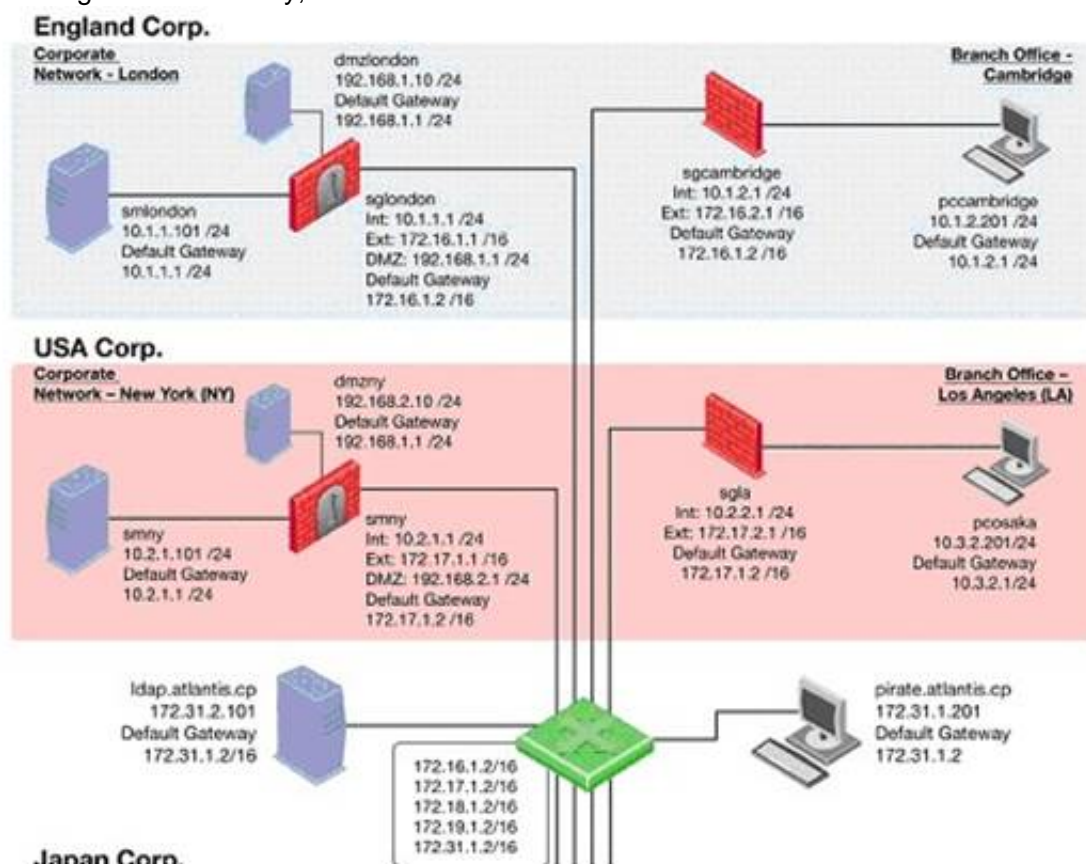 England Corp.
Corporate
Network - London
dmzlondon
192.168.1.10 /24
Default Gateway
192.168.1.1 /24
smlondon
10.1.1.101 /24
Default Gateway
10.1.1.1 /24
sglondon
Int: 10.1.1.1 /24
Ext: 172.16.1.1 /16
DMZ: 192.168.1.1 /24
Default Gateway
172.16.1.2 /16
Branch Office -
Cambridge
sgcambridge
Int: 10.1.2.1 /24
Ext: 172.16.2.1 /16
Default Gateway
172.16.1.2 /16
pccambridge
10.1.2.201 /24
Default Gateway
10.1.2.1 /24
USA Corp.
Corporate
Network – New York (NY)
dmzny
192.168.2.10 /24
Default Gateway
192.168.1.1 /24
smny
10.2.1.101 /24
Default Gateway
10.2.1.1 /24
smny
Int: 10.2.1.1 /24
Ext: 172.17.1.1 /16
DMZ: 192.168.2.1 /24
Default Gateway
172.17.1.2 /16
Branch Office –
Los Angeles (LA)
sgla
Int: 10.2.2.1 /24
Ext: 172.17.2.1 /16
Default Gateway
172.17.1.2 /16
pcosaka
10.3.2.201/24
Default Gateway
10.3.2.1/24
ldap.atlantis.cp
172.31.2.101
Default Gateway
172.31.1.2/16
172.16.1.2/16
172.17.1.2/16
172.18.1.2/16
172.19.1.2/16
172.31.1.2/16
pirate.atlantis.cp
172.31.1.201
Default Gateway
172.31.1.2
Japan Corp.